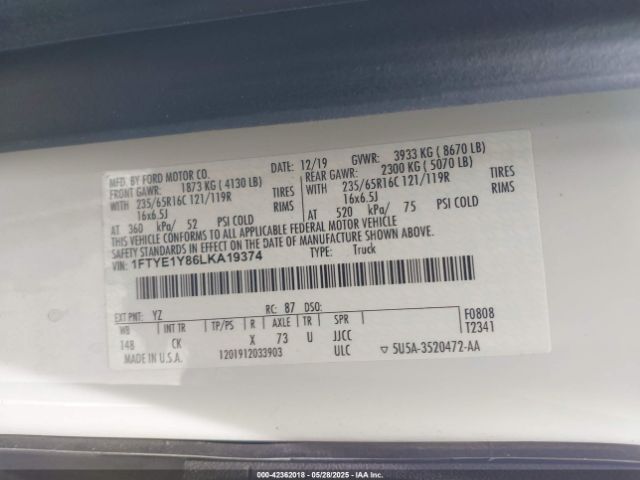 MFD. BY FORD MOTOR CO. DATE: 12/19 GVWR: 3933 KG ( 8670 LB)
FRONT GAWR: 1873 KG ( 4130 LB) REAR GAWR: 2300 KG ( 5070 LB)
WITH 235/65R16C 121/119R TIRES WITH 235/65R16C 121/119R TIRES
16x6.5J RIMS 16x6.5J RIMS
AT 360 kPa/ 52 PSI COLD AT 520 kPa/ 75 PSI COLD
THIS VEHICLE CONFORMS TO ALL APPLICABLE FEDERAL MOTOR VEHICLE
SAFETY STANDARDS IN EFFECT ON THE DATE OF MANUFACTURE SHOWN ABOVE.
VIN: 1FTYE1Y86LKA19374 TYPE: Truck
EXT PNT: YZ RC: 87 DSO: F0808
WB INT TR TP/PS R AXLE TR SPR T2341
148 CK X 73 U JJCC
MADE IN U.S.A. 1201912033903 ULC ▽ 5U5A-3520472-AA
000-42362018 | 05/28/2025 | COPYRIGHT IAA, LLC.